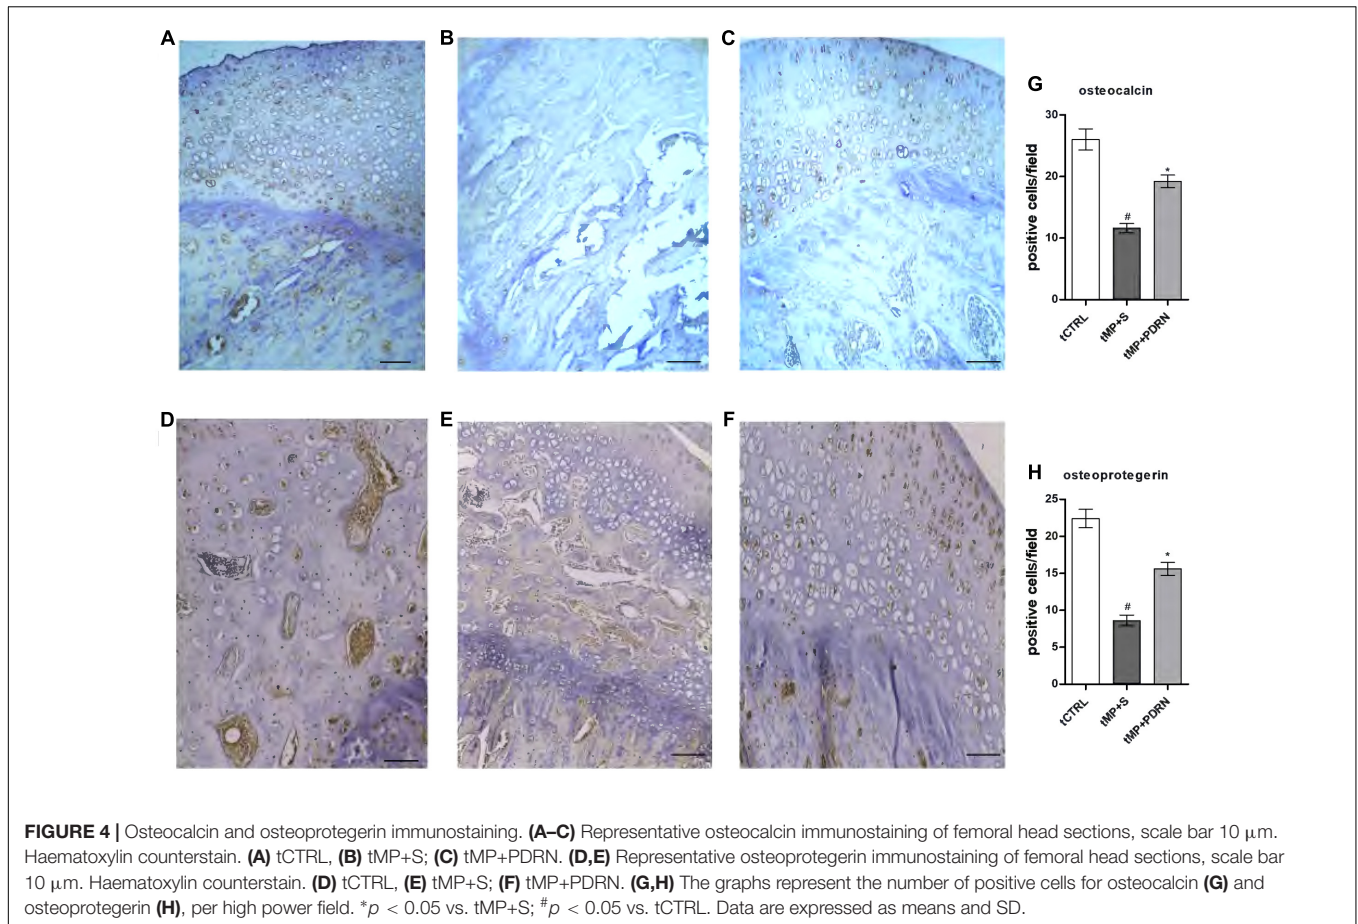 A
B
C
G
osteocalcin
positive cells/field
30
20
10
0
#
*
tCTRL
tMP+S
tMP+PDRN
D
E
F
H
osteoprotegerin
positive cells/field
25
20
15
10
5
0
#
*
tCTRL
tMP+S
tMP+PDRN
FIGURE 4 | Osteocalcin and osteoprotegerin immunostaining. (A–C) Representative osteocalcin immunostaining of femoral head sections, scale bar 10 μm.
Haematoxylin counterstain. (A) tCTRL, (B) tMP+S; (C) tMP+PDRN. (D,E) Representative osteoprotegerin immunostaining of femoral head sections, scale bar
10 μm. Haematoxylin counterstain. (D) tCTRL, (E) tMP+S; (F) tMP+PDRN. (G,H) The graphs represent the number of positive cells for osteocalcin (G) and
osteoprotegerin (H), per high power field. *p < 0.05 vs. tMP+S; #p < 0.05 vs. tCTRL. Data are expressed as means and SD.